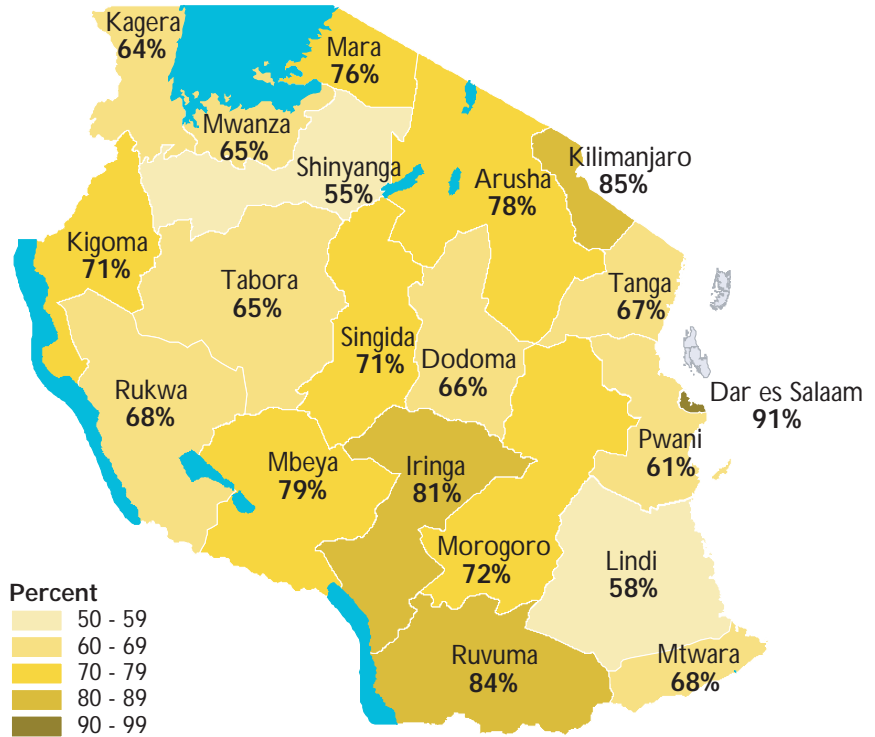 Kagera
64%
Mara
76%
Mwanza
65%
Shinyanga
55%
Kilimanjaro
85%
Arusha
78%
Kigoma
71%
Tabora
65%
Tanga
67%
Singida
71%
Dodoma
66%
Rukwa
68%
Dar es Salaam
91%
Pwani
61%
Mbeya
79%
Iringa
81%
Morogoro
72%
Lindi
58%
Ruvuma
84%
Mtwara
68%
Percent
50 - 59
60 - 69
70 - 79
80 - 89
90 - 99